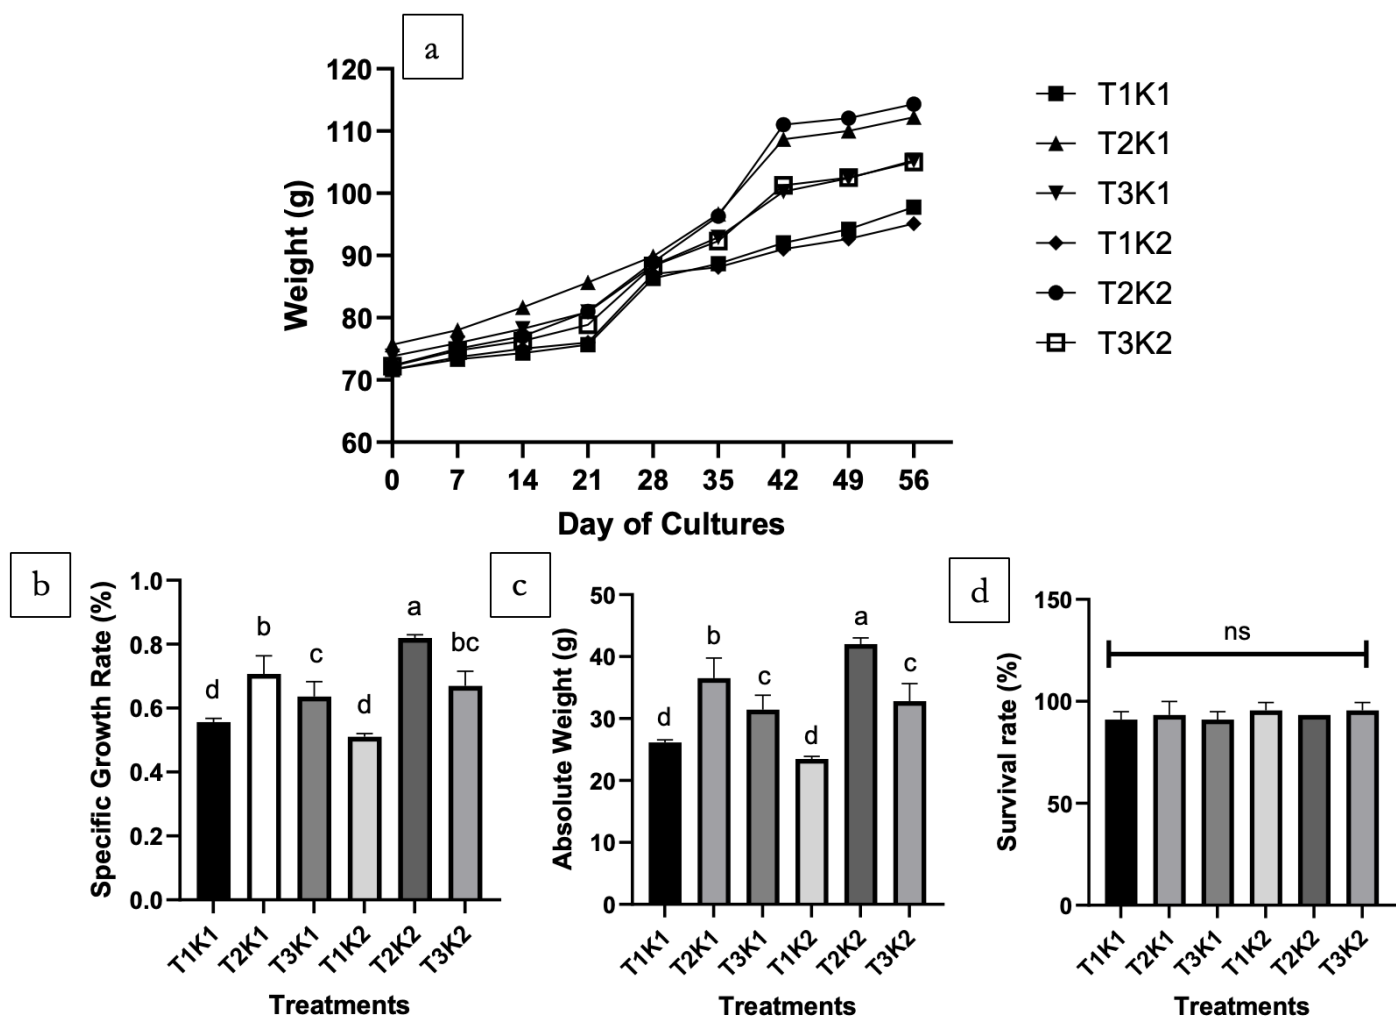 a
120
110
100
90
80
70
60
Weight (g)
0 7 14 21 28 35 42 49 56
Day of Cultures
T1K1
T2K1
T3K1
T1K2
T2K2
T3K2
b
1.0
0.8
0.6
0.4
0.2
0.0
Specific Growth Rate (%)
d b c d a bc
T1K1 T2K1 T3K1 T1K2 T2K2 T3K2
Treatments
c
50
40
30
20
10
0
Absolute Weight (g)
d b c d a c
T1K1 T2K1 T3K1 T1K2 T2K2 T3K2
Treatments
d
150
100
50
0
Survival rate (%)
ns
T1K1 T2K1 T3K1 T1K2 T2K2 T3K2
Treatments